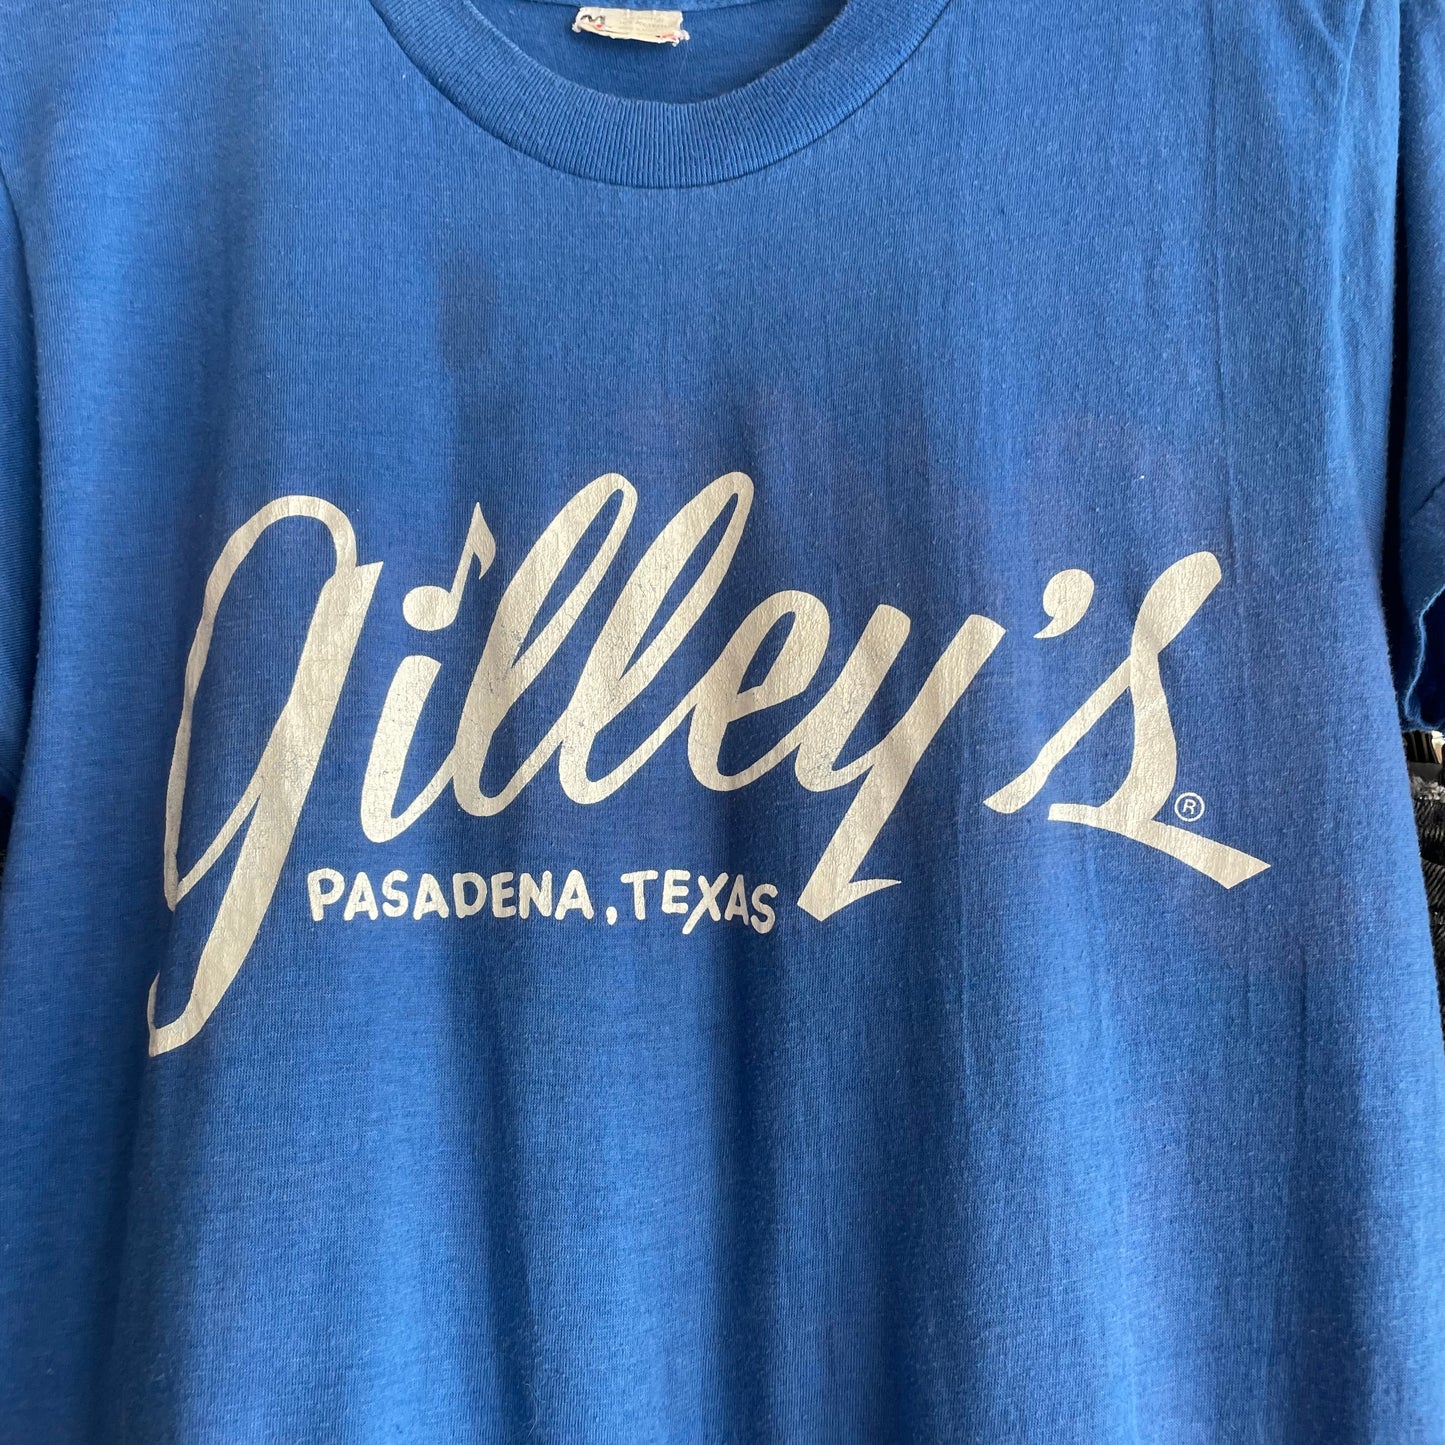 M
Gilley's ®
PASADENA, TEXAS